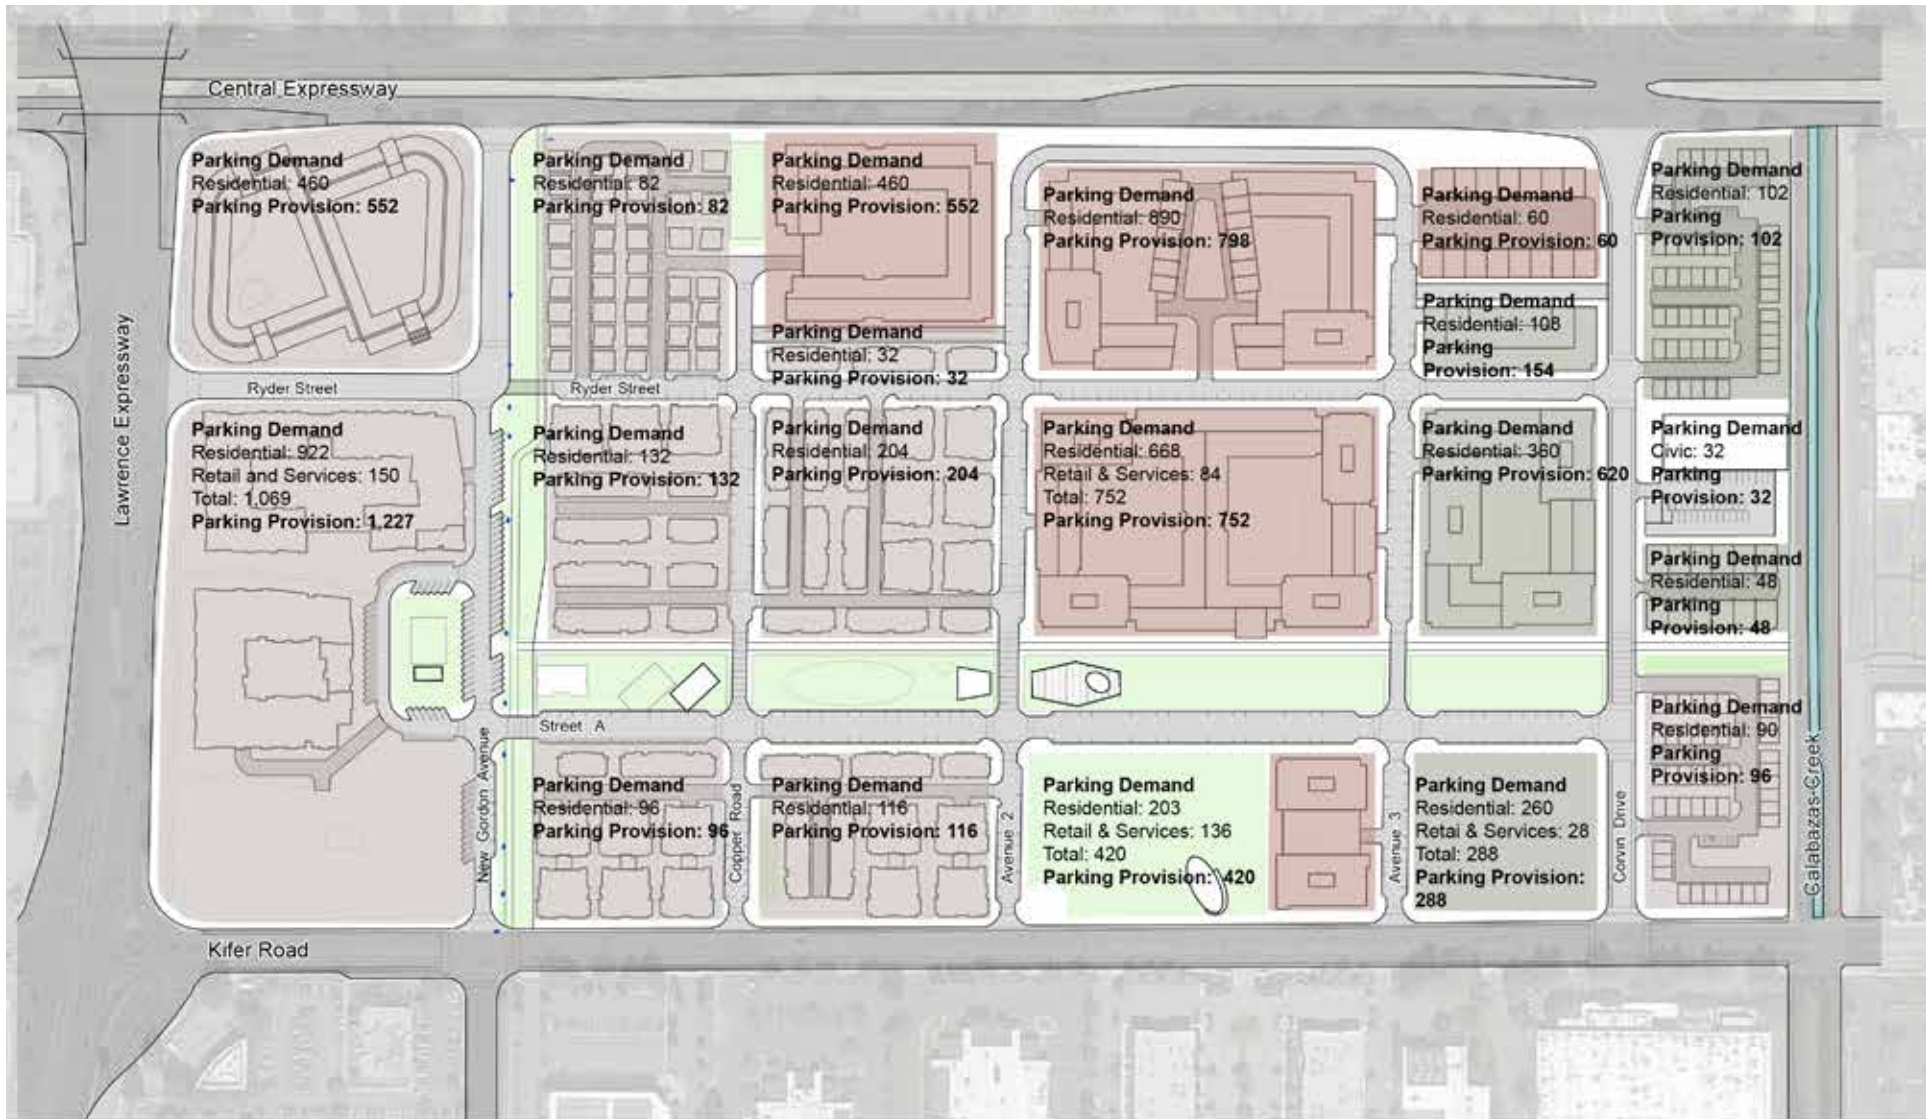 Central Expressway
Parking Demand
Residential: 460
Parking Provision: 552
Parking Demand
Residential: 82
Parking Provision: 82
Parking Demand
Residential: 460
Parking Provision: 552
Parking Demand
Residential: 890
Parking Provision: 798
Parking Demand
Residential: 60
Parking Provision: 60
Parking Demand
Residential: 102
Parking
Provision: 102
Parking Demand
Residential: 32
Parking Provision: 32
Parking Demand
Residential: 108
Parking
Provision: 154
Lawrence Expressway
Ryder Street
Ryder Street
Parking Demand
Residential: 922
Retail and Services: 150
Total: 1,069
Parking Provision: 1,227
Parking Demand
Residential: 132
Parking Provision: 132
Parking Demand
Residential: 204
Parking Provision: 204
Parking Demand
Residential: 668
Retail & Services: 84
Total: 752
Parking Provision: 752
Parking Demand
Residential: 360
Parking Provision: 620
Parking Demand
Civic: 32
Parking
Provision: 32
Parking Demand
Residential: 48
Parking
Provision: 48
Street A
Parking Demand
Residential: 90
Parking
Provision: 96
New Gordon Avenue
Parking Demand
Residential: 96
Parking Provision: 96
Copper Road
Parking Demand
Residential: 116
Parking Provision: 116
Avenue 2
Parking Demand
Residential: 203
Retail & Services: 136
Total: 420
Parking Provision: 420
Avenue 3
Parking Demand
Residential: 260
Retai & Services: 28
Total: 288
Parking Provision:
288
Corvin Drive
Calabazas Creek
Kifer Road